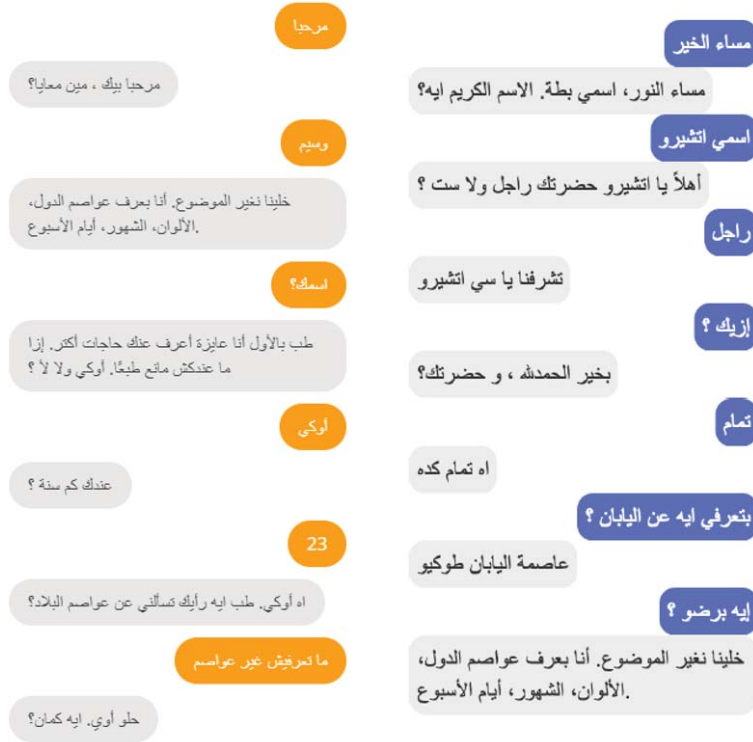 مرحبا
مرحبا بيك ، مين معايا؟
وسيم
خلينا نغير الموضوع. أنا بعرف عواصم الدول،
الألوان، الشهور، أيام الأسبوع.
اسمك؟
طب بالأول أنا عايزة أعرف عنك حاجات أكتر. إزا
ما عندكش مانع طبعًا. أوكي ولا لأ ؟
أوكي
عندك كم سنة ؟
23
اه أوكي. طب ايه رأيك تسألني عن عواصم البلاد؟
ما تعرفيش غير عواصم
حلو أوي. ايه كمان؟
مساء الخير
مساء النور، اسمي بطة. الاسم الكريم ايه؟
اسمي اتشيرو
أهلاً يا اتشيرو حضرتك راجل ولا ست ؟
راجل
تشرفنا يا سي اتشيرو
إزيك ؟
بخير الحمدلله ، و حضرتك؟
تمام
اه تمام كده
بتعرفي ايه عن اليابان ؟
عاصمة اليابان طوكيو
إيه برضو ؟
خلينا نغير الموضوع. أنا بعرف عواصم الدول،
الألوان، الشهور، أيام الأسبوع.